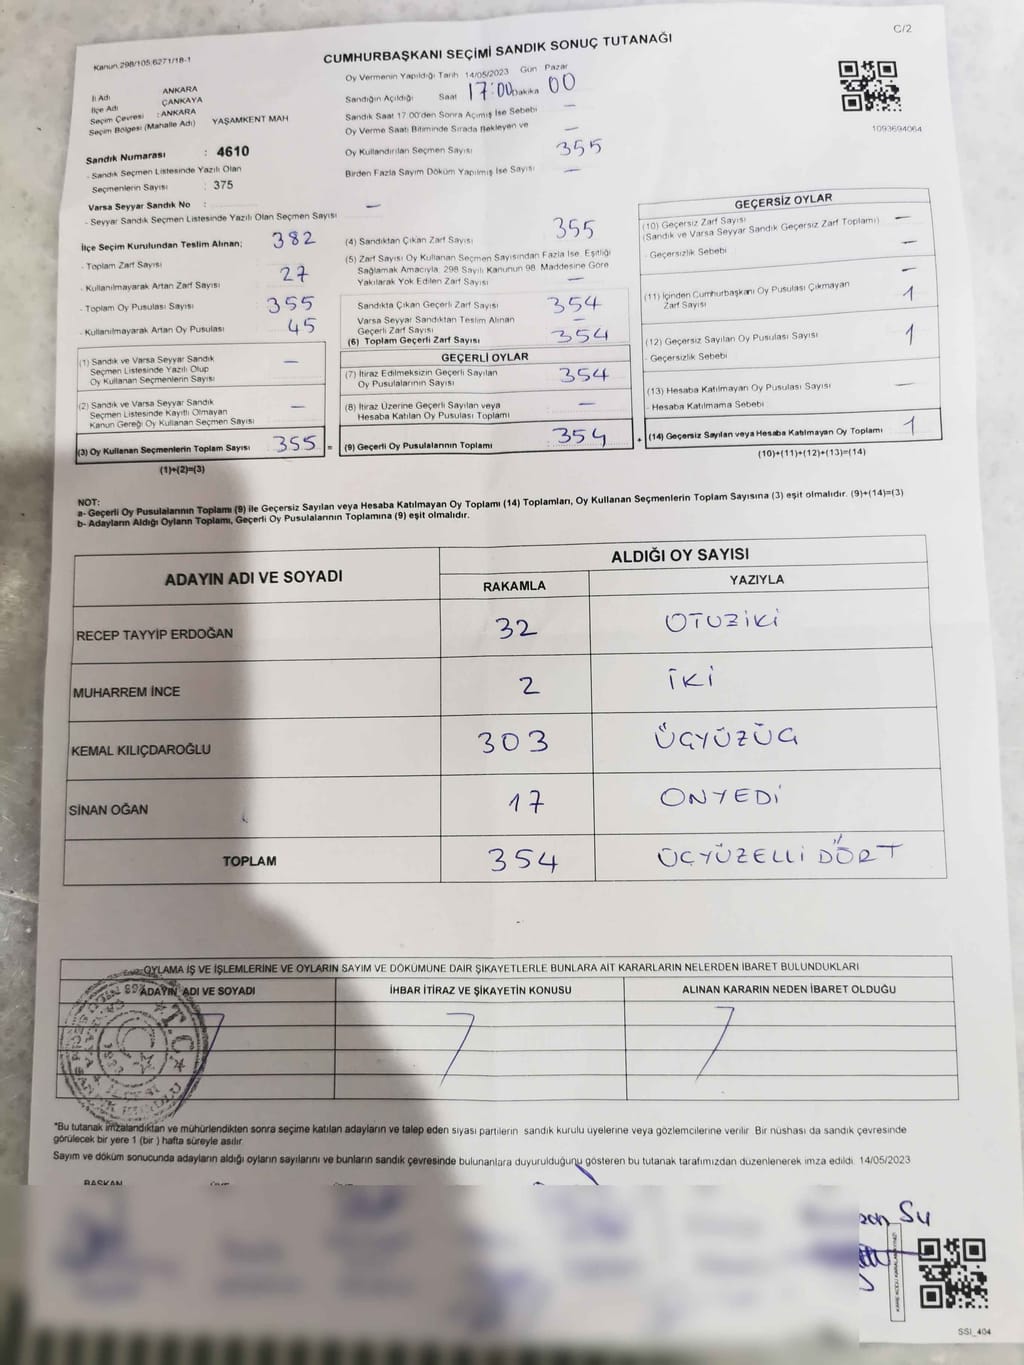 C/2
Kanun 298/105 6271/18-1
CUMHURBAŞKANI SEÇİMİ SANDIK SONUÇ TUTANAĞI
1093694064
İl Adı ANKARA
İlçe Adı ÇANKAYA
Seçim Çevresi : ANKARA
Seçim Bölgesi (Mahalle Adı) YAŞAMKENT MAH
Sandık Numarası : 4610
- Sandık Seçmen Listesinde Yazılı Olan
Seçmenlerin Sayısı : 375
Varsa Seyyar Sandık No :
- Seyyar Sandık Seçmen Listesinde Yazılı Olan Seçmen Sayısı —
Oy Vermenin Yapıldığı Tarih 14/05/2023 Gün Pazar
Sandığın Açıldığı Saat 17:00 Dakika 00
Sandık Saat 17.00'den Sonra Açılmış İse Sebebi —
Oy Verme Saati Bitiminde Sırada Bekleyen ve —
Oy Kullandırılan Seçmen Sayısı 355
Birden Fazla Sayım Döküm Yapılmış İse Sayısı —
İlçe Seçim Kurulundan Teslim Alınan; 382
- Toplam Zarf Sayısı
- Kullanılmayarak Artan Zarf Sayısı 27
- Toplam Oy Pusulası Sayısı 355
- Kullanılmayarak Artan Oy Pusulası 45
(1) Sandık ve Varsa Seyyar Sandık
Seçmen Listesinde Yazılı Olup
Oy Kullanan Seçmenlerin Sayısı —
(2) Sandık ve Varsa Seyyar Sandık
Seçmen Listesinde Kayıtlı Olmayan
Kanun Gereği Oy Kullanan Seçmen Sayısı —
(3) Oy Kullanan Seçmenlerin Toplam Sayısı 355 =
(1)+(2)=(3)
(4) Sandıktan Çıkan Zarf Sayısı 355
(5) Zarf Sayısı Oy Kullanan Seçmen Sayısından Fazla İse, Eşitliği
Sağlamak Amacıyla, 298 Sayılı Kanunun 98. Maddesine Göre
Yakılarak Yok Edilen Zarf Sayısı —
Sandıkta Çıkan Geçerli Zarf Sayısı 354
Varsa Seyyar Sandıktan Teslim Alınan
Geçerli Zarf Sayısı —
(6) Toplam Geçerli Zarf Sayısı 354
GEÇERLİ OYLAR
(7) İtiraz Edilmeksizin Geçerli Sayılan
Oy Pusulalarının Sayısı 354
(8) İtiraz Üzerine Geçerli Sayılan veya
Hesaba Katılan Oy Pusulası Toplamı —
(9) Geçerli Oy Pusulalarının Toplamı : 354 +
GEÇERSİZ OYLAR
(10) Geçersiz Zarf Sayısı —
(Sandık ve Varsa Seyyar Sandık Geçersiz Zarf Toplamı)
- Geçersizlik Sebebi —
—
(11) İçinden Cumhurbaşkanı Oy Pusulası Çıkmayan
Zarf Sayısı 1
(12) Geçersiz Sayılan Oy Pusulası Sayısı 1
- Geçersizlik Sebebi
(13) Hesaba Katılmayan Oy Pusulası Sayısı —
- Hesaba Katılmama Sebebi
(14) Geçersiz Sayılan veya Hesaba Katılmayan Oy Toplamı 1
(10)+(11)+(12)+(13)=(14)
NOT:
a- Geçerli Oy Pusulalarının Toplamı (9) ile Geçersiz Sayılan veya Hesaba Katılmayan Oy Toplamı (14) Toplamları, Oy Kullanan Seçmenlerin Toplam Sayısına (3) eşit olmalıdır. (9)+(14)=(3)
b- Adayların Aldığı Oyların Toplamı, Geçerli Oy Pusulalarının Toplamına (9) eşit olmalıdır.
ADAYIN ADI VE SOYADI
ALDIĞI OY SAYISI
RAKAMLA YAZIYLA
RECEP TAYYİP ERDOĞAN 32 OTUZİKİ
MUHARREM İNCE 2 İKİ
KEMAL KILIÇDAROĞLU 303 ÜÇYÜZÜÇ
SİNAN OĞAN 17 ONYEDİ
TOPLAM 354 ÜÇYÜZELLİ DÖRT
OYLAMA İŞ VE İŞLEMLERİNE VE OYLARIN SAYIM VE DÖKÜMÜNE DAİR ŞİKAYETLERLE BUNLARA AİT KARARLARIN NELERDEN İBARET BULUNDUKLARI
ADAYIN ADI VE SOYADI İHBAR İTİRAZ VE ŞİKAYETİN KONUSU ALINAN KARARIN NEDEN İBARET OLDUĞU
T.C.
*Bu tutanak imzalandıktan ve mühürlendikten sonra seçime katılan adayların ve talep eden siyasi partilerin sandık kurulu üyelerine veya gözlemcilerine verilir. Bir nüshası da sandık çevresinde
görülecek bir yere 1 (bir) hafta süreyle asılır.
Sayım ve döküm sonucunda adayların aldığı oyların sayılarını ve bunların sandık çevresinde bulunanlara duyurulduğunu gösteren bu tutanak tarafımızdan düzenlenerek imza edildi. 14/05/2023
BAŞKAN
SSI_404